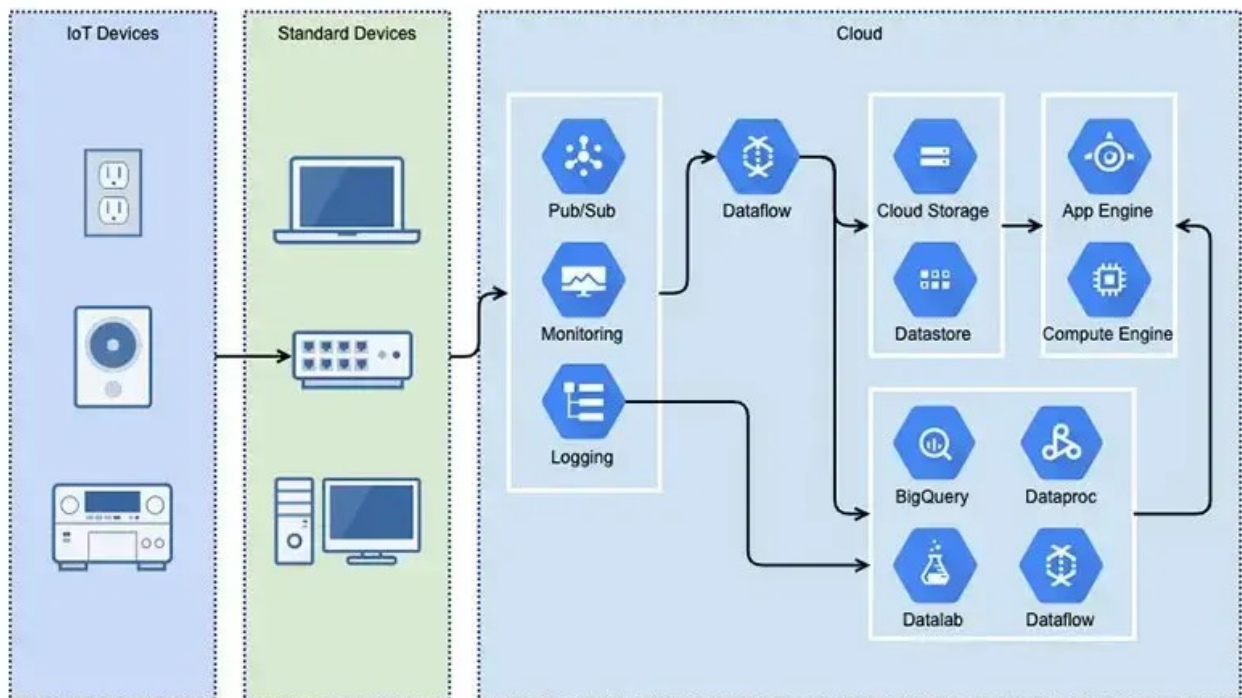 IoT Devices
Standard Devices
Cloud
Pub/Sub
Monitoring
Logging
Dataflow
Cloud Storage
Datastore
App Engine
Compute Engine
BigQuery
Dataproc
Datalab
Dataflow